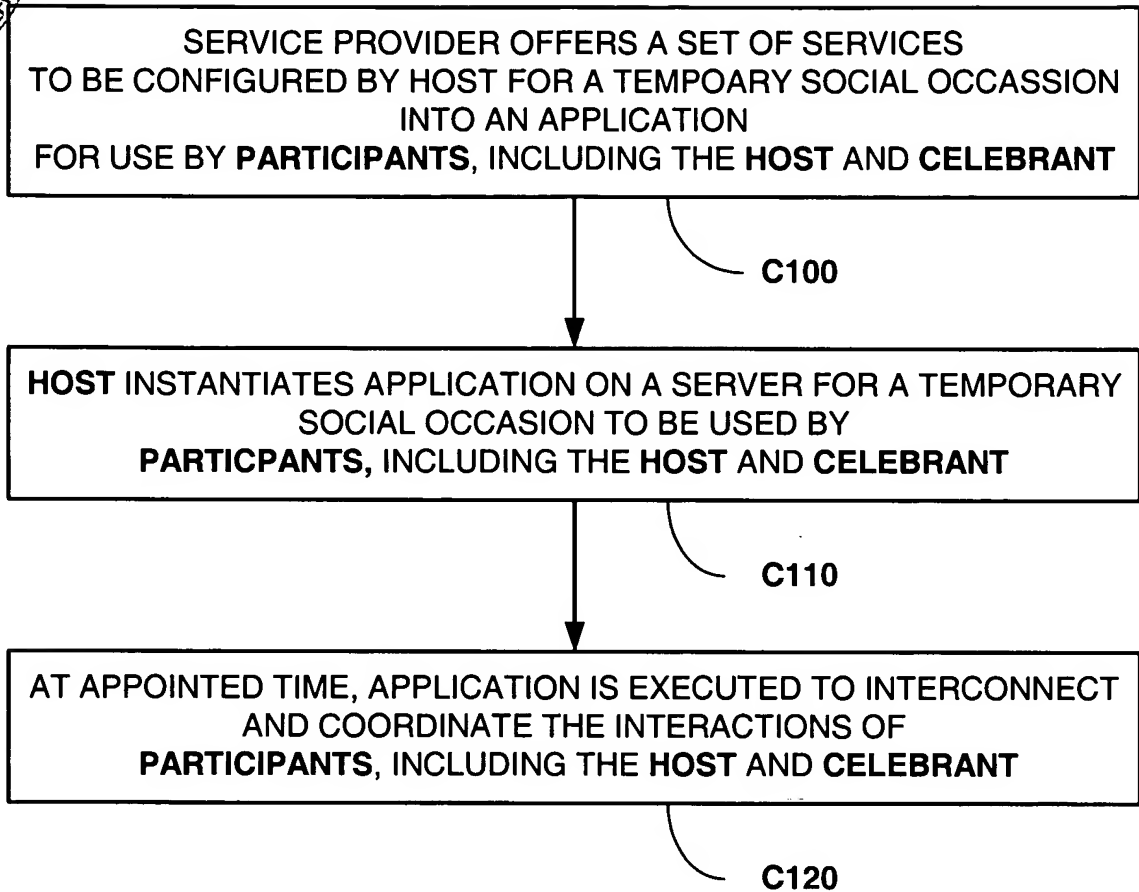 SERVICE PROVIDER OFFERS A SET OF SERVICES
TO BE CONFIGURED BY HOST FOR A TEMPOARY SOCIAL OCCASSION
INTO AN APPLICATION
FOR USE BY PARTICIPANTS, INCLUDING THE HOST AND CELEBRANT
C100
HOST INSTANTIATES APPLICATION ON A SERVER FOR A TEMPORARY
SOCIAL OCCASION TO BE USED BY
PARTICPANTS, INCLUDING THE HOST AND CELEBRANT
C110
AT APPOINTED TIME, APPLICATION IS EXECUTED TO INTERCONNECT
AND COORDINATE THE INTERACTIONS OF
PARTICIPANTS, INCLUDING THE HOST AND CELEBRANT
C120